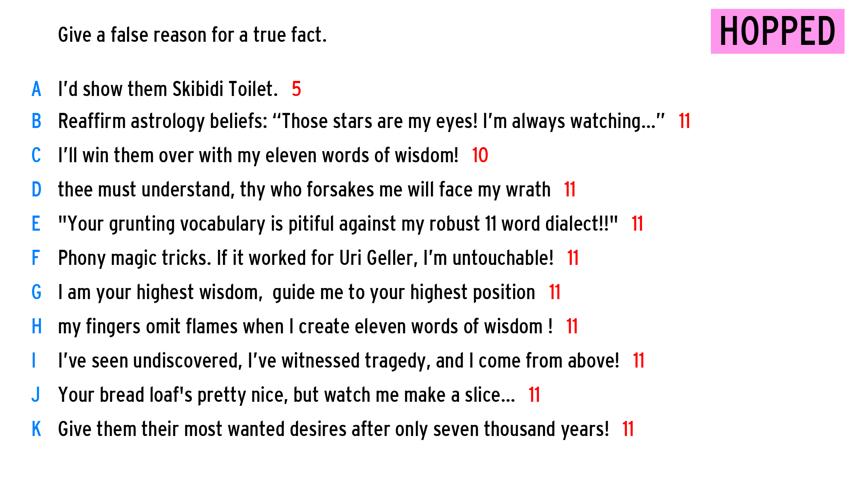 Give a false reason for a true fact.
HOPPED
A I'd show them Skibidi Toilet. 5
B Reaffirm astrology beliefs: “Those stars are my eyes! I'm always watching...” 11
C I'll win them over with my eleven words of wisdom! 10
D thee must understand, thy who forsakes me will face my wrath 11
E "Your grunting vocabulary is pitiful against my robust 11 word dialect!!" 11
F Phony magic tricks. If it worked for Uri Geller, I'm untouchable! 11
G I am your highest wisdom,  guide me to your highest position 11
H my fingers omit flames when I create eleven words of wisdom ! 11
I I've seen undiscovered, I've witnessed tragedy, and I come from above! 11
J Your bread loaf's pretty nice, but watch me make a slice... 11
K Give them their most wanted desires after only seven thousand years! 11